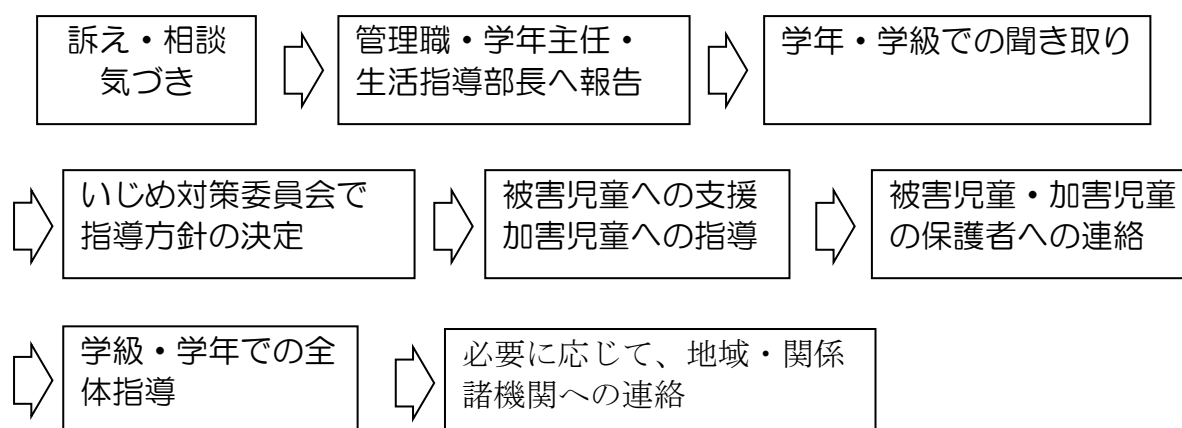 訴え・相談
気づき
管理職・学年主任・
生活指導部長へ報告
学年・学級での聞き取り
いじめ対策委員会で
指導方針の決定
被害児童への支援
加害児童への指導
被害児童・加害児童
の保護者への連絡
学級・学年での全
体指導
必要に応じて、地域・関係
諸機関への連絡